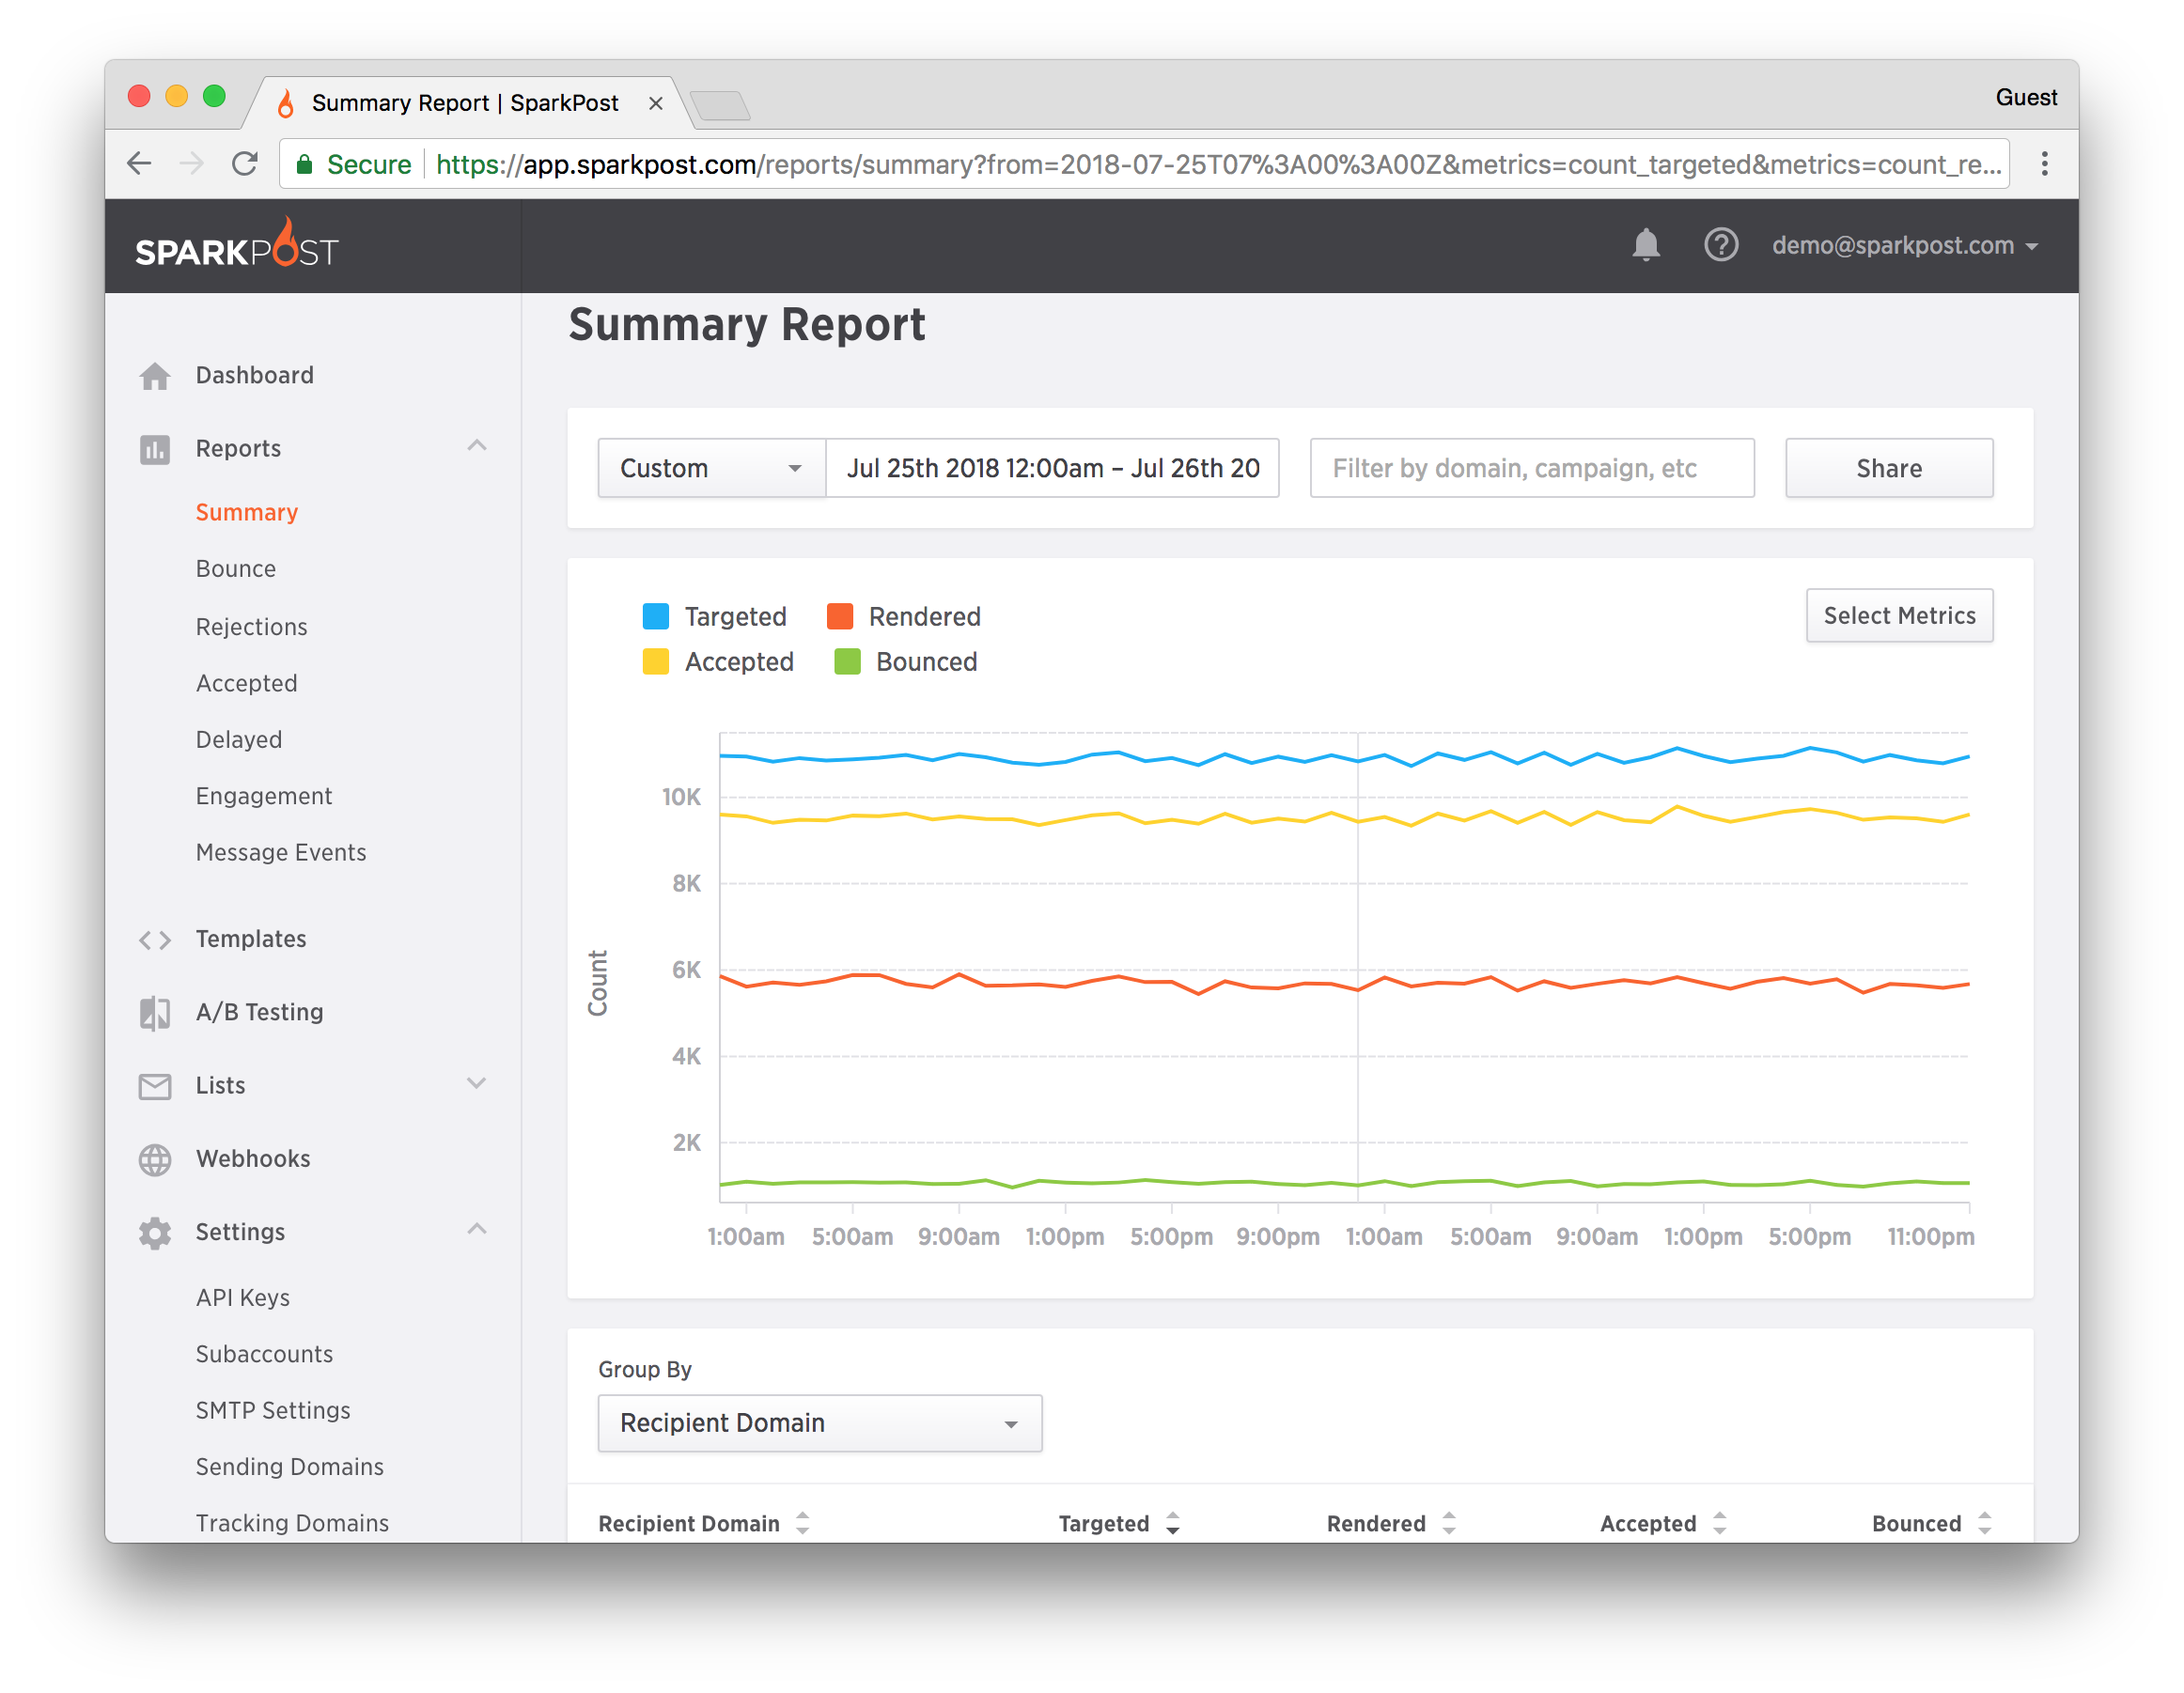 Summary Report | SparkPost
Guest
Secure https://app.sparkpost.com/reports/summary?from=2018-07-25T07%3A00%3A00Z&metrics=count_targeted&metrics=count_re...
SPARKPOST
demo@sparkpost.com
Summary Report
Dashboard
Reports
Summary
Bounce
Rejections
Accepted
Delayed
Engagement
Message Events
Templates
A/B Testing
Lists
Webhooks
Settings
API Keys
Subaccounts
SMTP Settings
Sending Domains
Tracking Domains
Custom
Jul 25th 2018 12:00am – Jul 26th 20
Filter by domain, campaign, etc
Share
Targeted Rendered
Accepted Bounced
Select Metrics
Count
10K
8K
6K
4K
2K
1:00am 5:00am 9:00am 1:00pm 5:00pm 9:00pm 1:00am 5:00am 9:00am 1:00pm 5:00pm 11:00pm
Group By
Recipient Domain
Recipient Domain Targeted Rendered Accepted Bounced